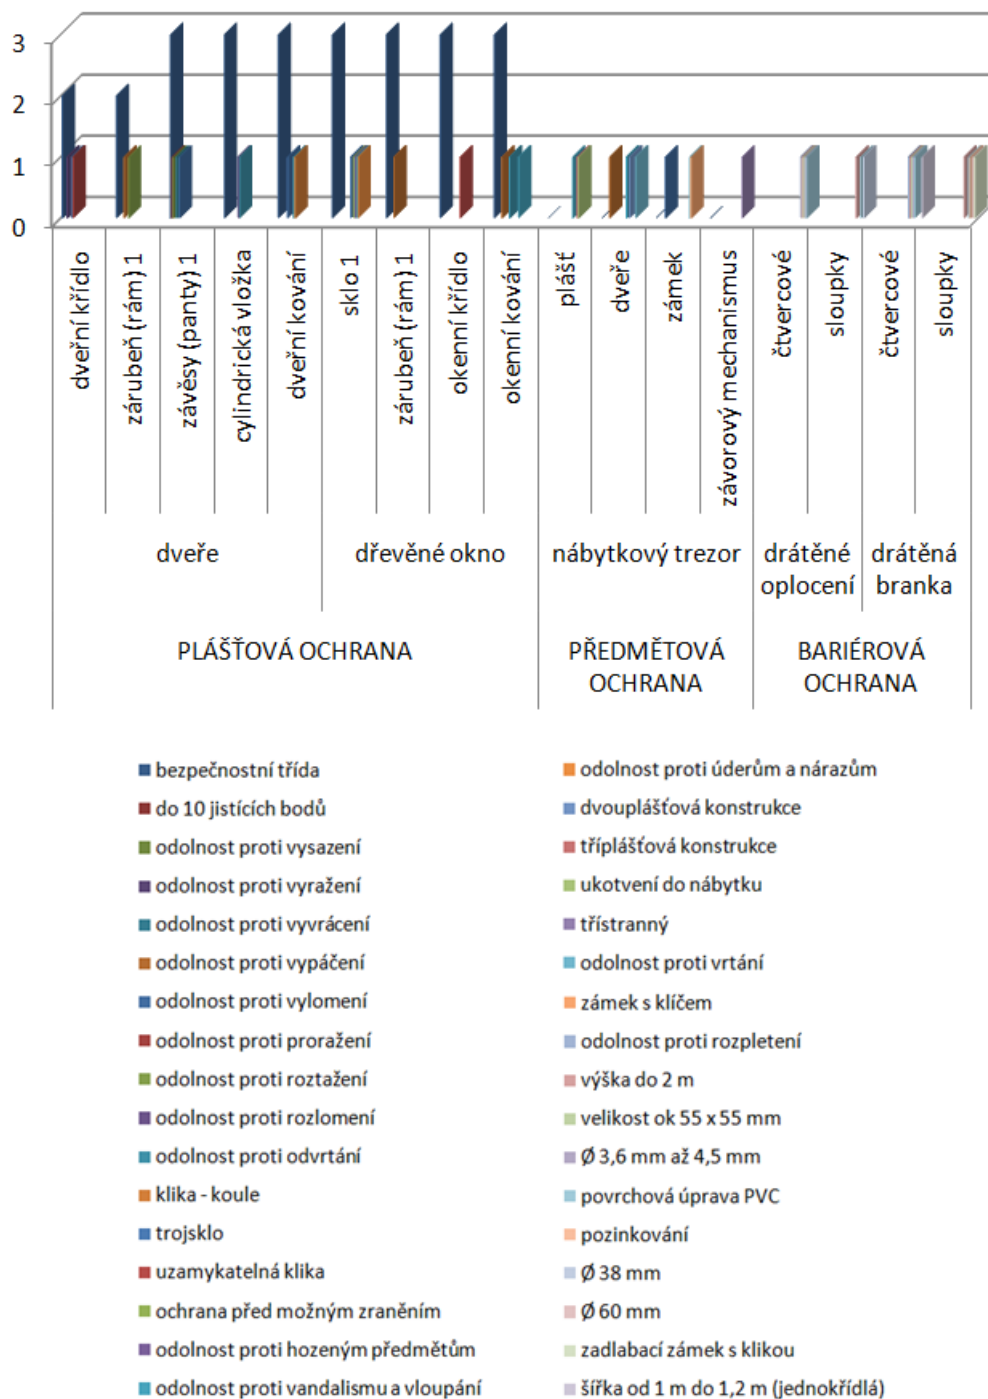 3
2
1
0
dveřní křídlo
zárubeň (rám) 1
závěsy (panty) 1
cylindrická vložka
dveřní kování
sklo 1
zárubeň (rám) 1
okenní křídlo
okenní kování
plášť
dveře
zámek
závorový mechanismus
čtvercové
sloupky
čtvercové
sloupky
dveře
dřevěné okno
nábytkový trezor
drátěné
oplocení
drátěná
branka
PLÁŠŤOVÁ OCHRANA
PŘEDMĚTOVÁ
OCHRANA
BARIÉROVÁ
OCHRANA
bezpečnostní třída
do 10 jistících bodů
odolnost proti vysazení
odolnost proti vyražení
odolnost proti vyvrácení
odolnost proti vypáčení
odolnost proti vylomení
odolnost proti proražení
odolnost proti roztažení
odolnost proti rozlomení
odolnost proti odvrtání
klika - koule
trojsklo
uzamykatelná klika
ochrana před možným zraněním
odolnost proti hozeným předmětům
odolnost proti vandalismu a vloupání
odolnost proti úderům a nárazům
dvouplášťová konstrukce
tříplášťová konstrukce
ukotvení do nábytku
třístranný
odolnost proti vrtání
zámek s klíčem
odolnost proti rozpletení
výška do 2 m
velikost ok 55 x 55 mm
Ø 3,6 mm až 4,5 mm
povrchová úprava PVC
pozinkování
Ø 38 mm
Ø 60 mm
zadlabací zámek s klikou
šířka od 1 m do 1,2 m (jednokřídlá)